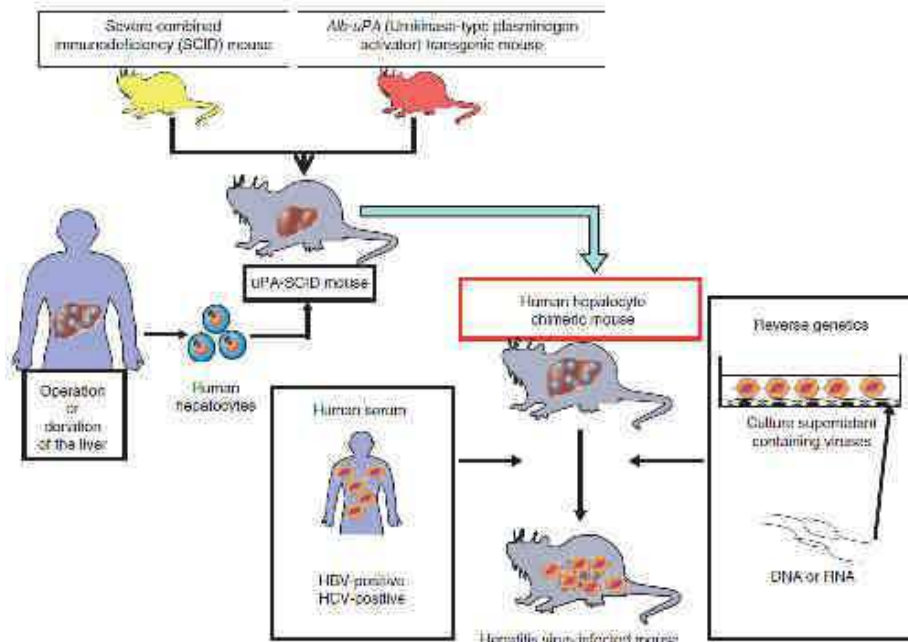 Severe combined
immunodeficiency (SCID) mouse
Alb-uPA (Urokinase-type plasminogen
activator) transgenic mouse
uPA-SCID mouse
Human hepatocyte
chimeric mouse
Reverse genetics
Operation
or
donation
of the liver
Human
hepatocytes
Human serum
Culture supernatant
containing viruses
HBV-positive
HCV-positive
DNA or RNA
Hepatitis virus-infected mouse